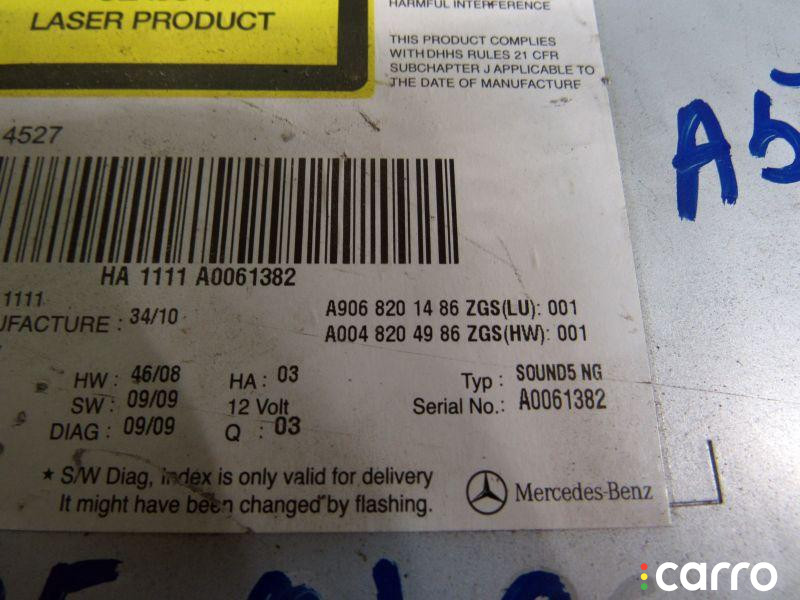 LASER PRODUCT
HARMFUL INTERFERENCE
THIS PRODUCT COMPLIES
WITH DHHS RULES 21 CFR
SUBCHAPTER J APPLICABLE TO
THE DATE OF MANUFACTURE
4527
A5
HA 1111 A0061382
1111
UFACTURE : 34/10
A906 820 14 86 ZGS(LU): 001
A004 820 49 86 ZGS(HW): 001
HW : 46/08 HA : 03 Typ : SOUND5 NG
SW : 09/09 12 Volt Serial No.: A0061382
DIAG : 09/09 Q : 03
* S/W Diag, index is only valid for delivery
It might have been changed by flashing.
Mercedes-Benz
carro